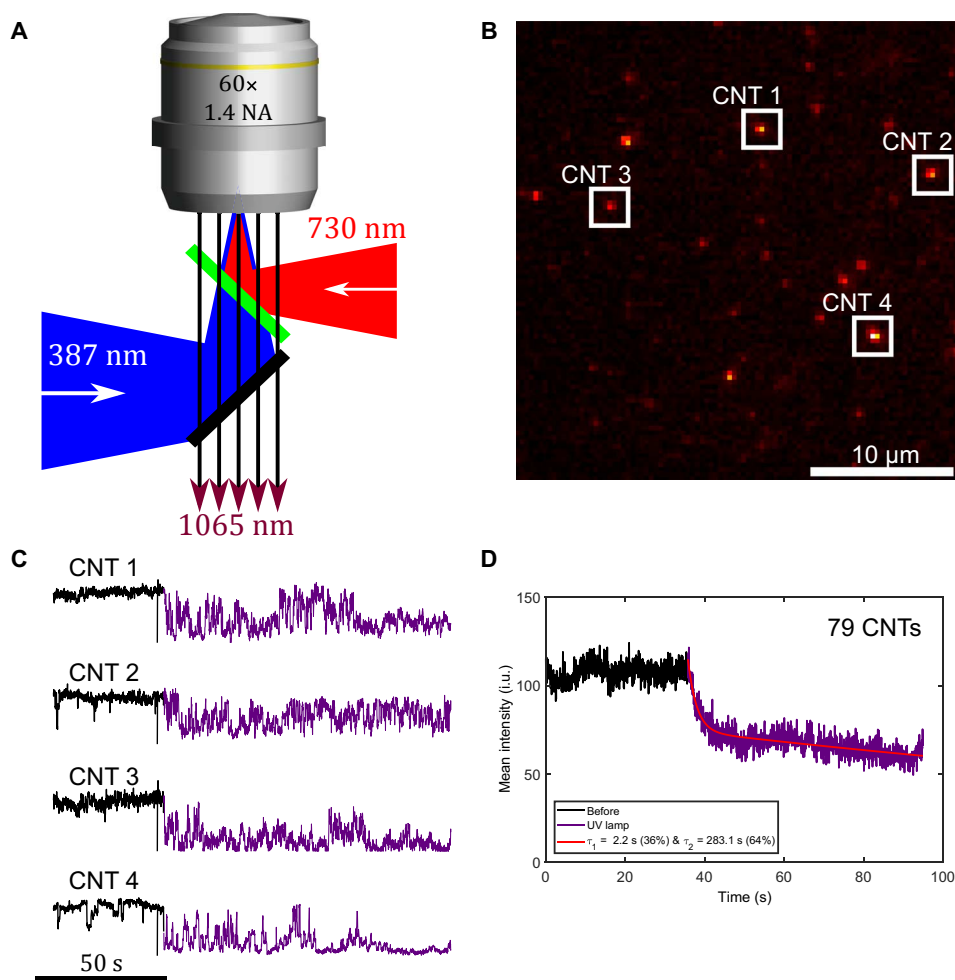 A
60×
1.4 NA
730 nm
387 nm
1065 nm
B
CNT 1
CNT 2
CNT 3
CNT 4
10 μm
C
CNT 1
CNT 2
CNT 3
CNT 4
50 s
D
150
100
50
0
Mean intensity (i.u.)
79 CNTs
Before
UV lamp
τ1 = 2.2 s (36%) & τ2 = 283.1 s (64%)
0 20 40 60 80 100
Time (s)